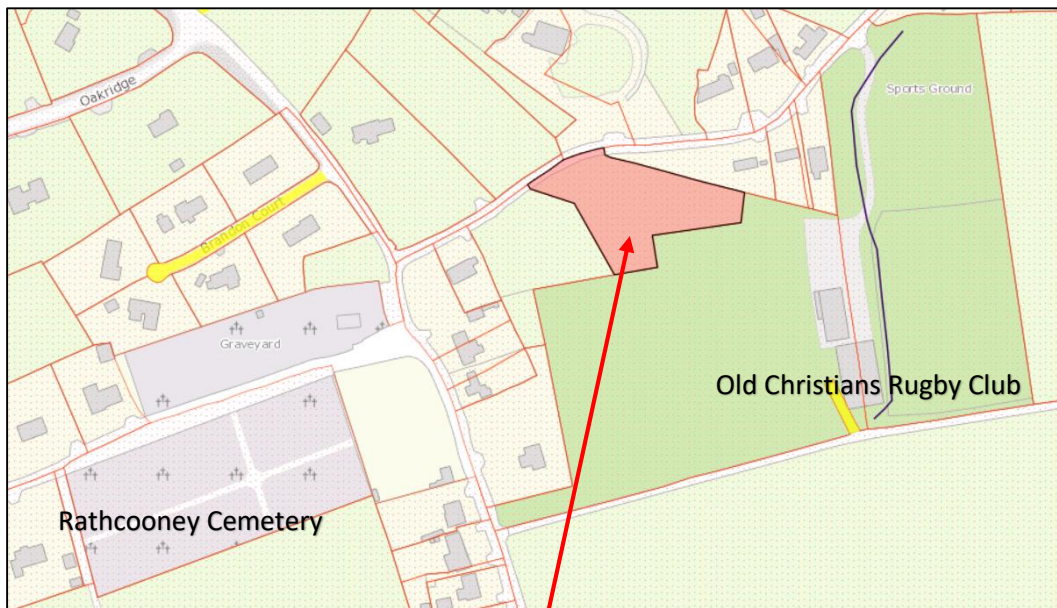 Oakridge
Sports Ground
Brandon Court
Graveyard
Old Christians Rugby Club
Rathcooney Cemetery